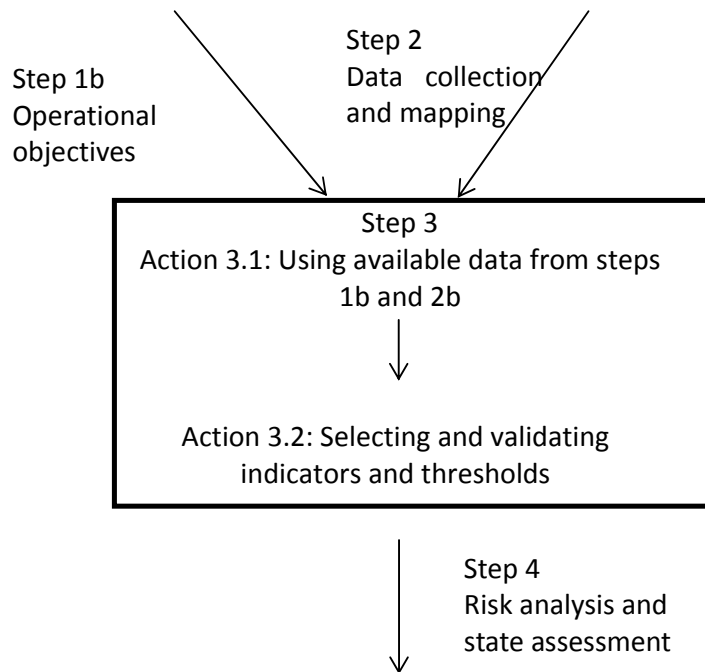 Step 1b
Operational
objectives
Step 2
Data collection
and mapping
Step 3
Action 3.1: Using available data from steps
1b and 2b
Action 3.2: Selecting and validating
indicators and thresholds
Step 4
Risk analysis and
state assessment